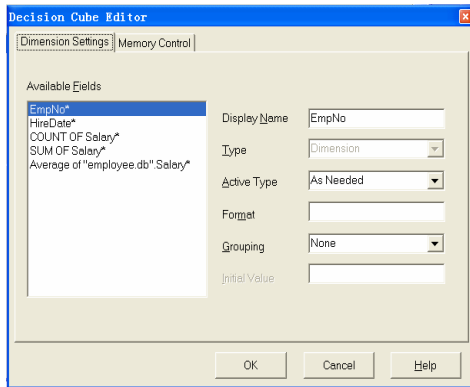 Decision Cube Editor
Dimension Settings Memory Control
Available Fields
EmpNo*
HireDate*
COUNT OF Salary*
SUM OF Salary*
Average of "employee.db".Salary*
Display Name EmpNo
Type Dimension
Active Type As Needed
Format
Grouping None
Initial Value
OK Cancel Help